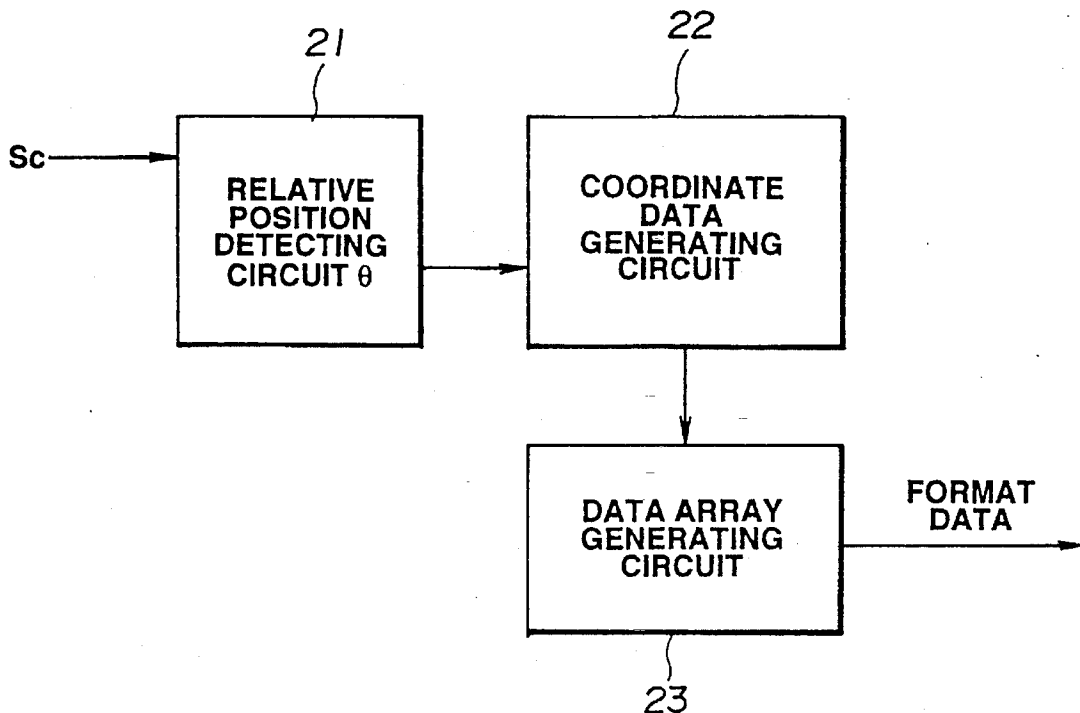 21
22
Sc
RELATIVE
POSITION
DETECTING
CIRCUIT θ
COORDINATE
DATA
GENERATING
CIRCUIT
DATA ARRAY
GENERATING
CIRCUIT
FORMAT
DATA
23